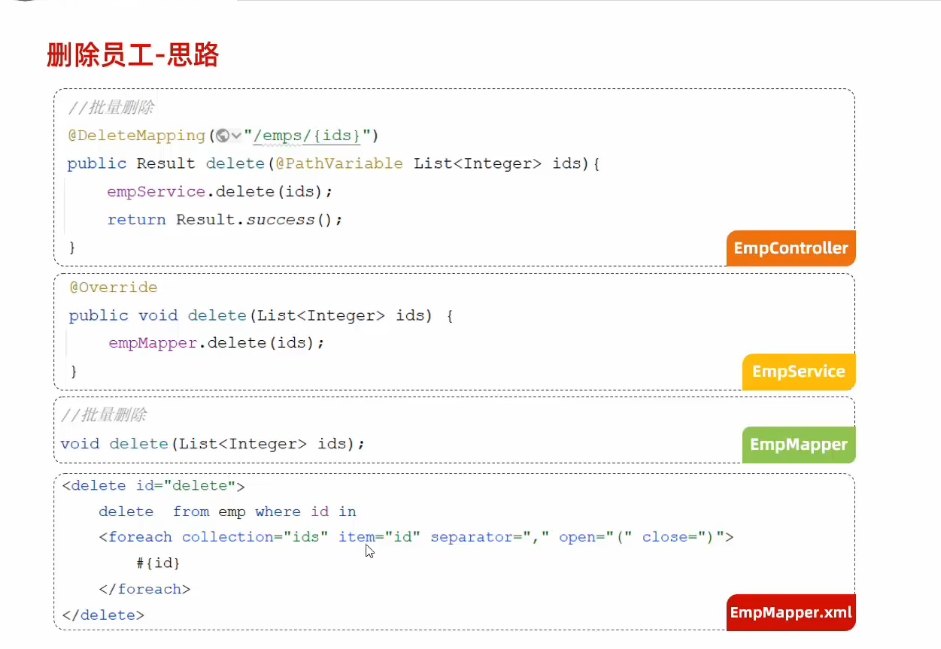 删除员工-思路
//批量删除
@DeleteMapping("/emps/{ids}")
public Result delete(@PathVariable List<Integer> ids){
empService.delete(ids);
return Result.success();
}
EmpController
@Override
public void delete(List<Integer> ids) {
empMapper.delete(ids);
}
EmpService
//批量删除
void delete(List<Integer> ids);
EmpMapper
<delete id="delete">
delete from emp where id in
<foreach collection="ids" item="id" separator="," open="(" close=")">
#{id}
</foreach>
</delete>
EmpMapper.xml